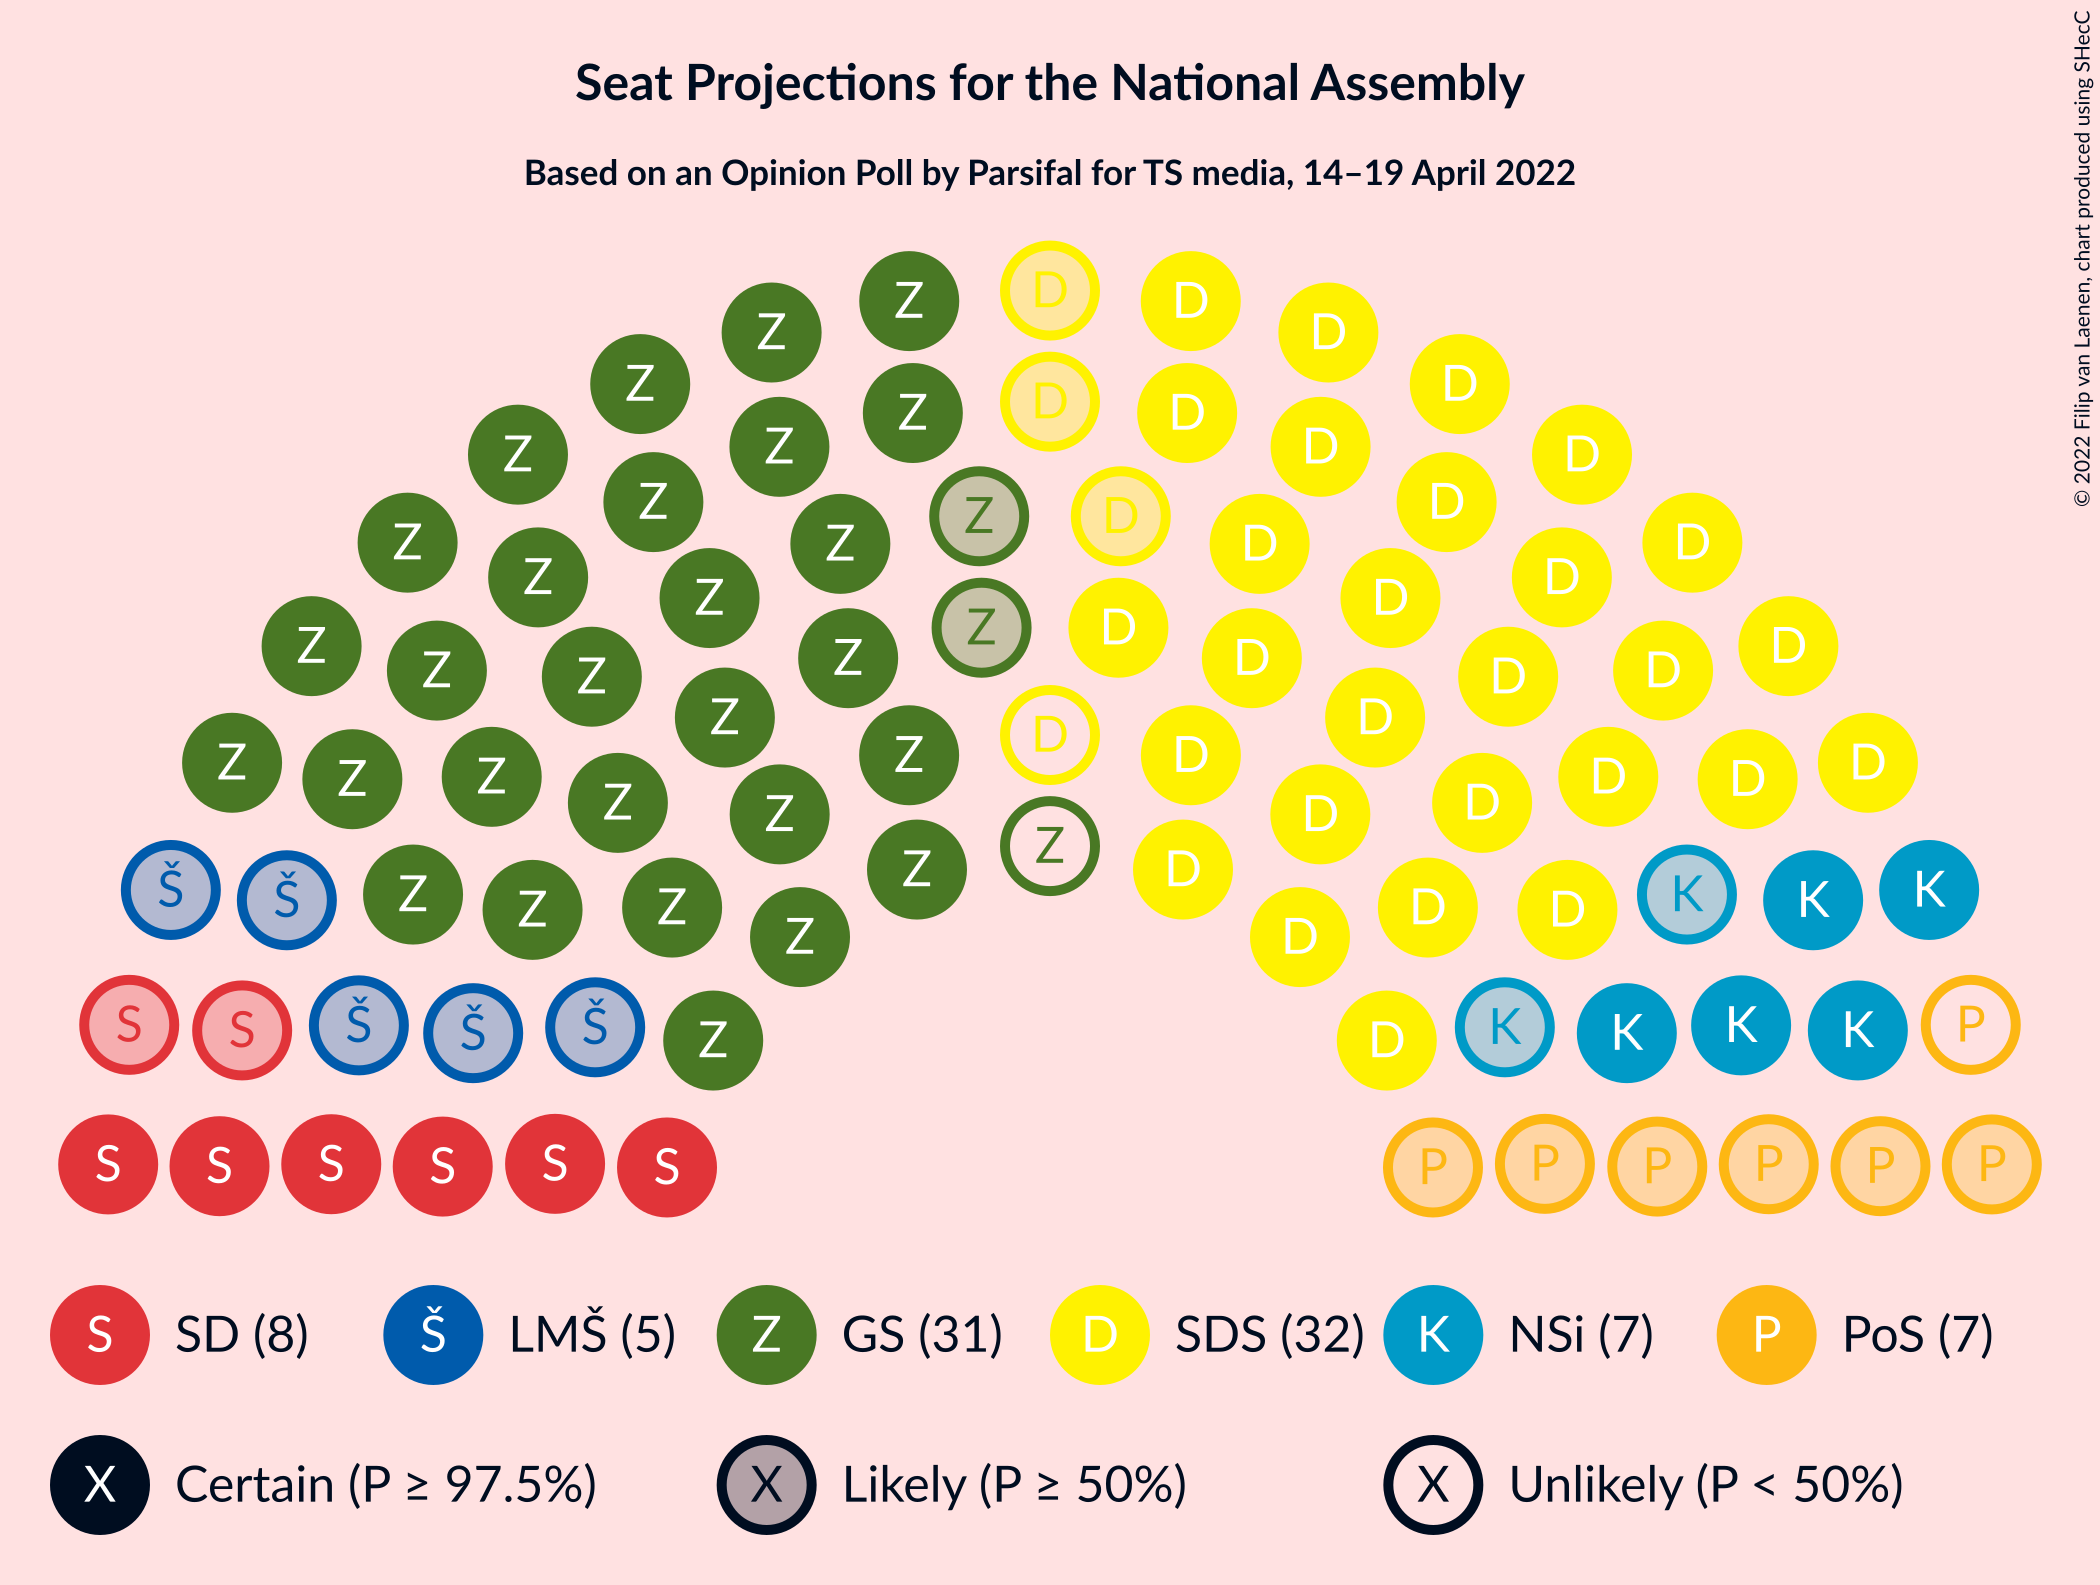 Seat Projections for the National Assembly
Based on an Opinion Poll by Parsifal for TS media, 14–19 April 2022
© 2022 Filip van Laenen, chart produced using SHecC
Z Z D D D
Z Z D D D
Z Z D D D
Z Z Z D D D
Z Z D D
Z Z D D
Z Z Z D D D
Z Z D D
Z Z D D
Z Z D D D
Z Z Z D D D
Z Z D D
Z Z Z D D D
Š Š Z Z Z Z D D D K K K
S S Š Š Š Z D K K K K P
S S S S S S P P P P P P
S SD (8) Š LMŠ (5) Z GS (31) D SDS (32) K NSi (7) P PoS (7)
X Certain (P ≥ 97.5%) X Likely (P ≥ 50%) X Unlikely (P < 50%)